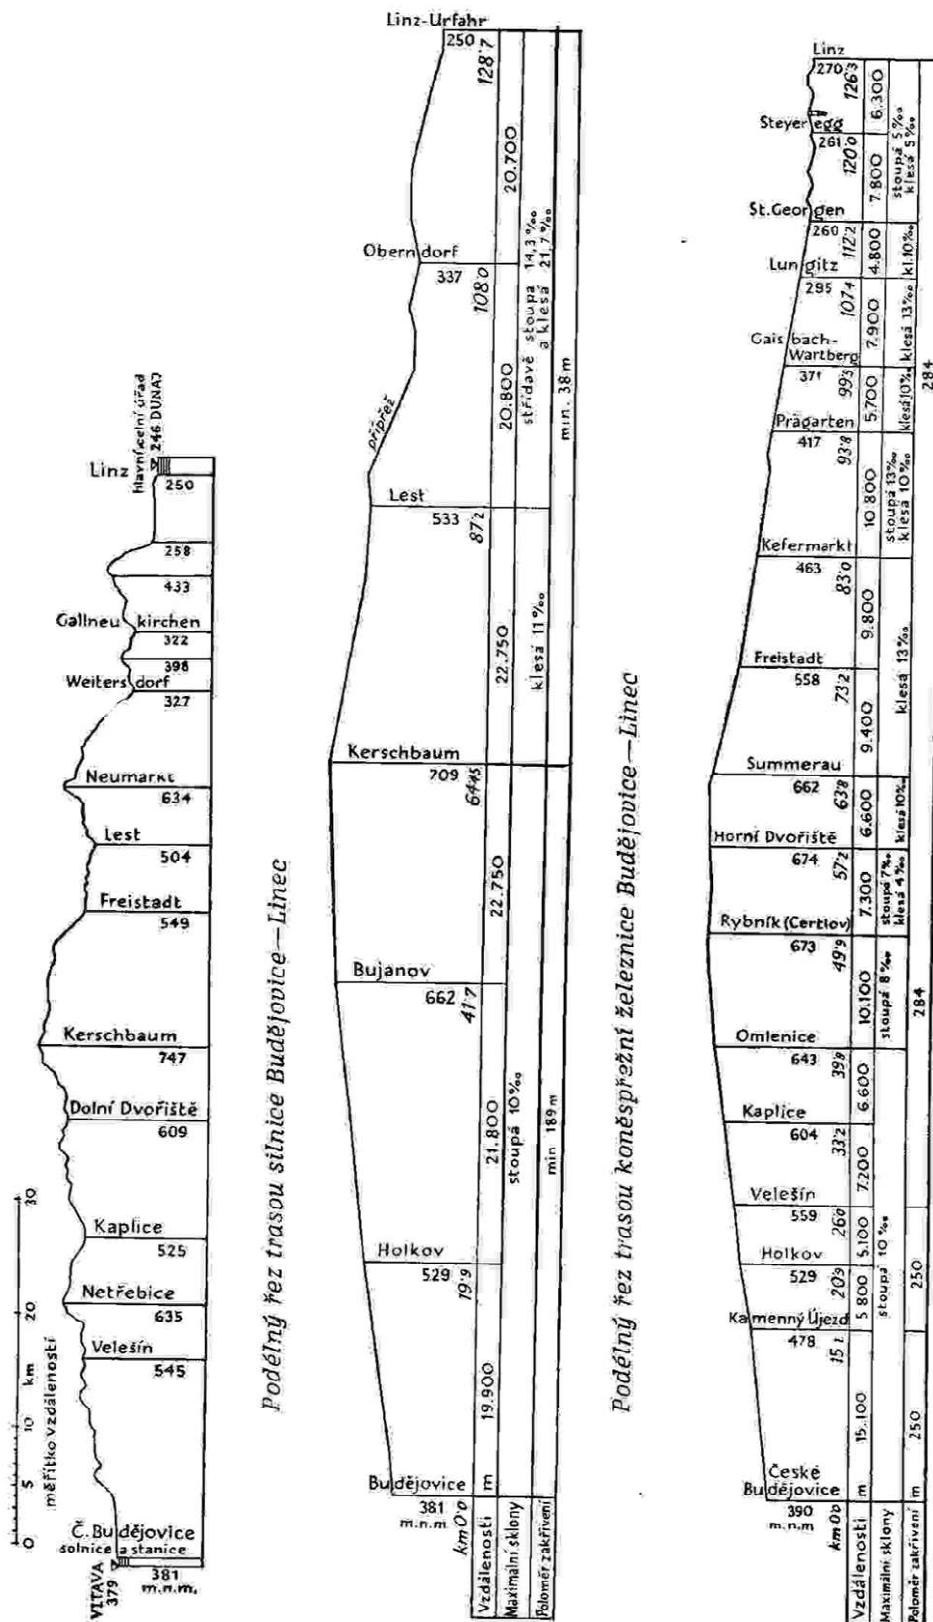 Linz
hlavní celní úřad
246 DUNAJ
250
258
433
Gallneukirchen
322
398
Weitersdorf
327
Neumarkt
634
Lest
504
Freistadt
549
Kerschbaum
747
Dolní Dvořiště
609
Kaplice
525
Netřebice
635
Velešín
545
Č. Budějovice
solnice a stanice
381
m.n.m.
VLTAVA
379
0 5 10 20 30
km
měřítko vzdáleností
Podélný řez trasou silnice Budějovice—Linec
Linz-Urfahr
250
128'7
20.700
Oberndorf
337
108'0
20.800
střídavě stoupá 14,3 ‰
a klesá 21,7 ‰
přípřež
min. 38 m
Lest
533
87'2
22.750
klesá 11 ‰
Kerschbaum
709
64'45
22.750
Bujanov
662
41'7
21.800
stoupá 10 ‰
min 189 m
Holkov
529
19'9
19.900
Budějovice
m
381
m.n.m.
km 0'0
Vzdálenosti
Maximální sklony
Poloměr zakřivení
Podélný řez trasou koněspřežní železnice Budějovice—Linec
Linz
270
126'3
6.300
Steyeregg
261
120'0
7.800
stoupá 5 ‰
klesá 5 ‰
St.Georgen
260
112'2
4.800
kl.10‰
Lungitz
295
107'4
7.900
klesá 13‰
Gaisbach-
Wartberg
371
99'3
5.700
klesá 10‰
284
Prägarten
417
93'8
10.800
stoupá 13‰
klesá 10 ‰
Kefermarkt
463
83'0
9.800
klesá 13 ‰
Freistadt
558
73'2
9.400
Summerau
662
63'8
6.600
klesá 10‰
Horní Dvořiště
674
57'2
7.300
stoupá 7‰
klesá 4 ‰
Rybník (Čertlov)
673
49'9
10.100
stoupá 8 ‰
284
Omlenice
643
39'8
6.600
Kaplice
604
33'2
7.200
Velešín
559
26'0
5.100
stoupá 10 ‰
Holkov
529
20'9
5 800
250
Kamenný Újezd
478
15'1
15.100
250
České
Budějovice
m
m
390
m.n.m
km 0'0
Vzdálenosti
Maximální sklony
Poloměr zakřivení